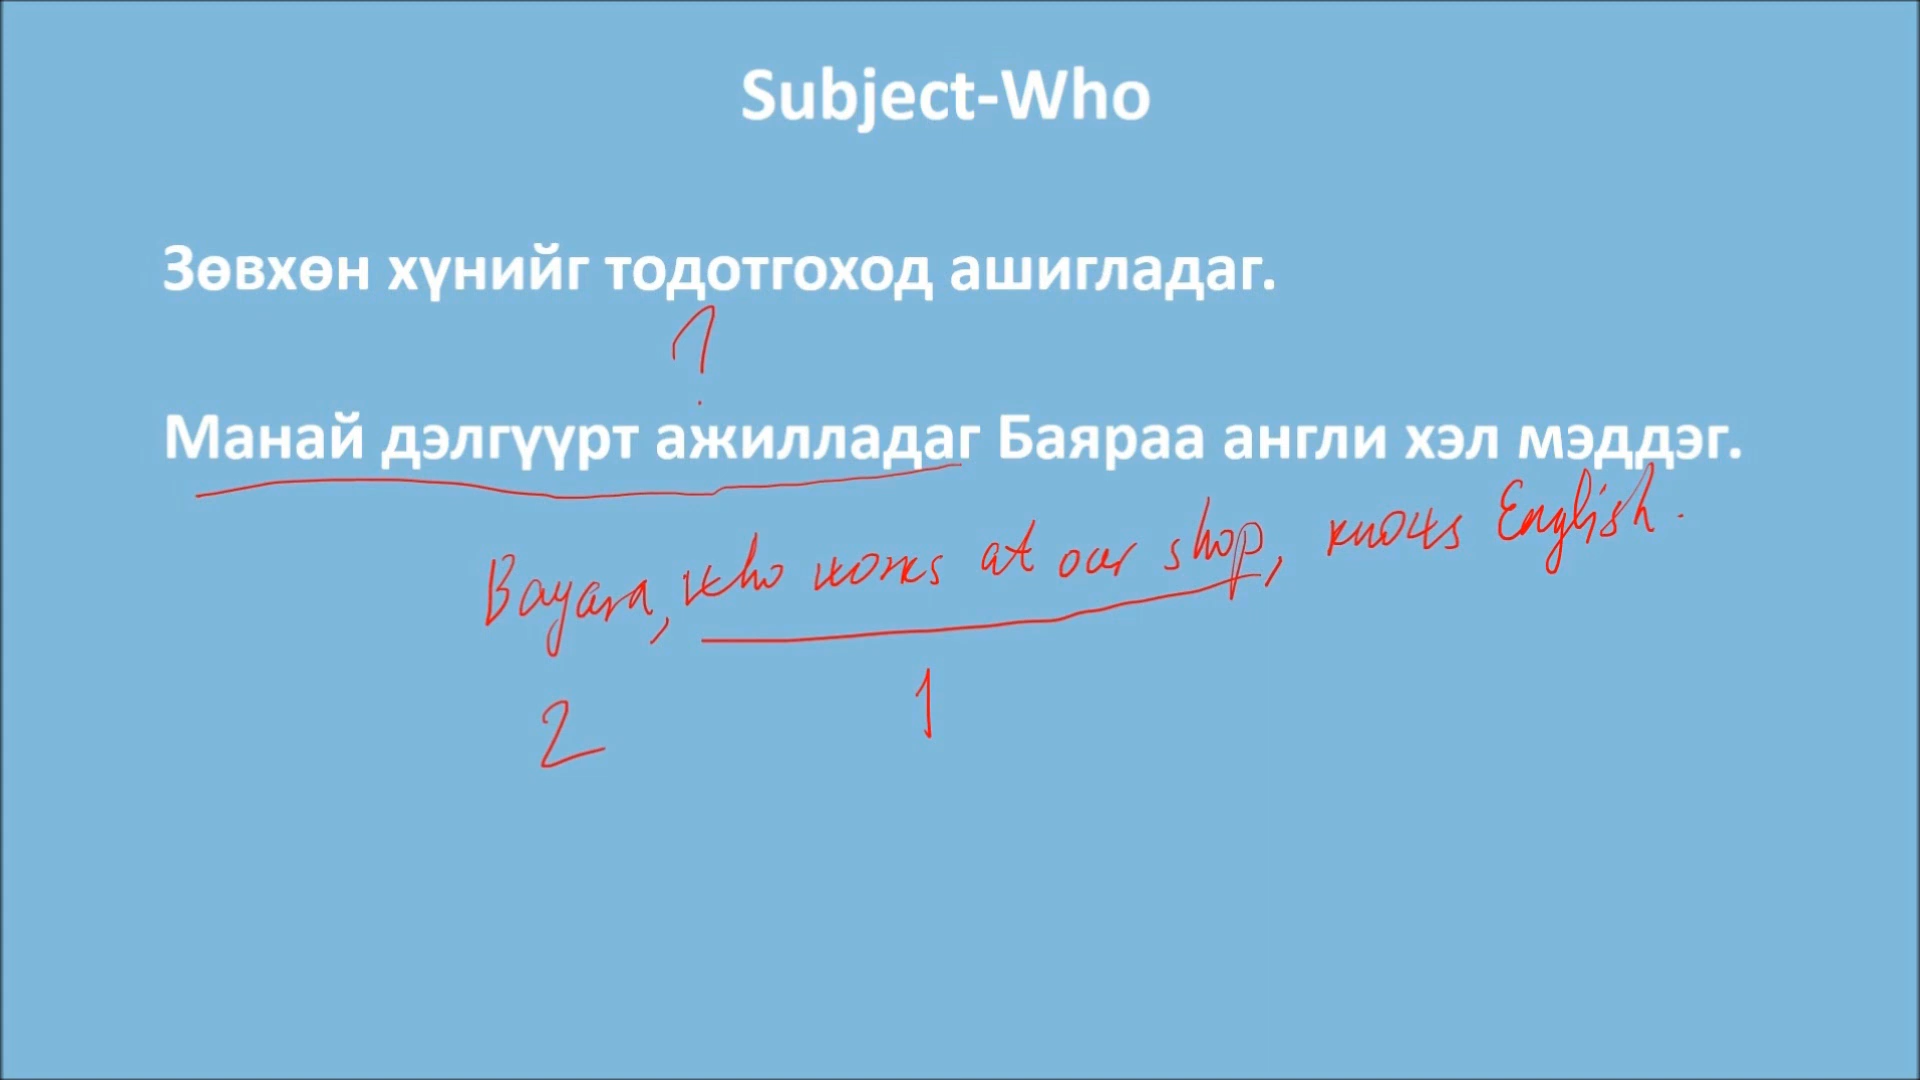 Subject-Who
Зөвхөн хүнийг тодотгоход ашигладаг.
?
Манай дэлгүүрт ажилладаг Баяраа англи хэл мэддэг.
Bayara, who works at our shop, knows English.
2 1